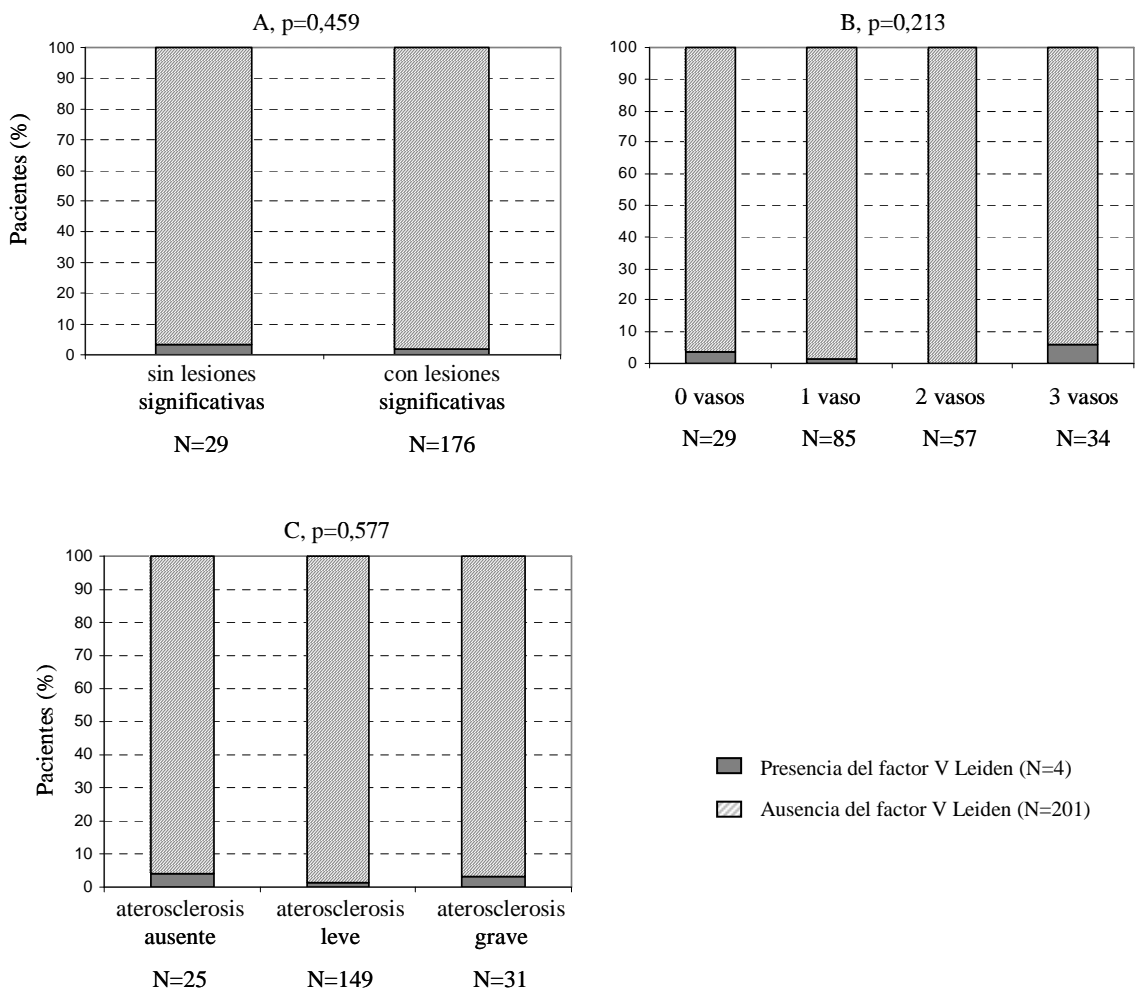 A, p=0,459
100
90
80
70
60
50
40
30
20
10
0
Pacientes (%)
sin lesiones
significativas
con lesiones
significativas
N=29
N=176
B, p=0,213
100
90
80
70
60
50
40
30
20
10
0
0 vasos
1 vaso
2 vasos
3 vasos
N=29
N=85
N=57
N=34
C, p=0,577
100
90
80
70
60
50
40
30
20
10
0
Pacientes (%)
aterosclerosis
ausente
aterosclerosis
leve
aterosclerosis
grave
N=25
N=149
N=31
Presencia del factor V Leiden (N=4)
Ausencia del factor V Leiden (N=201)